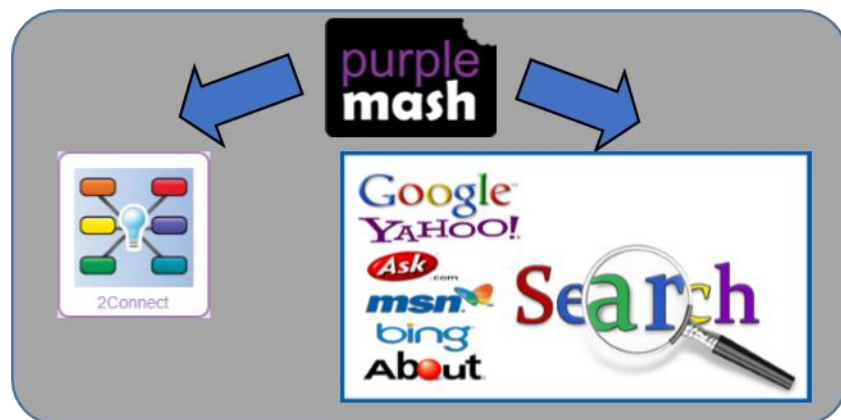 purple
mash
2Connect
Google
YAHOO!
Ask.com
msn
bing
About.
Search